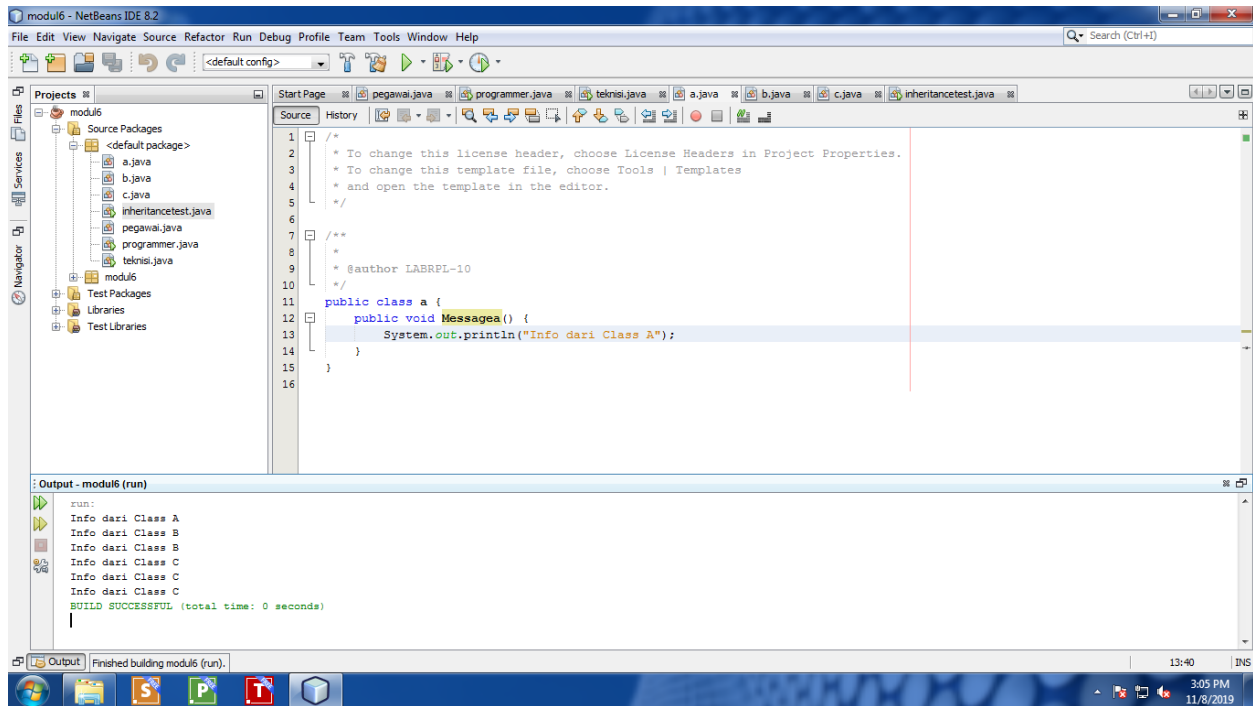 modul6 - NetBeans IDE 8.2
File Edit View Navigate Source Refactor Run Debug Profile Team Tools Window Help
Search (Ctrl+I)
<default config>
Files
Services
Navigator
Projects
modul6
Source Packages
<default package>
a.java
b.java
c.java
inheritancetest.java
pegawai.java
programmer.java
teknisi.java
modul6
Test Packages
Libraries
Test Libraries
Start Page pegawai.java programmer.java teknisi.java a.java b.java c.java inheritancetest.java
Source History
1 /*
2 * To change this license header, choose License Headers in Project Properties.
3 * To change this template file, choose Tools | Templates
4 * and open the template in the editor.
5 */
6
7 /**
8 *
9 * @author LABRPL-10
10 */
11 public class a {
12 public void Messagea() {
13 System.out.println("Info dari Class A");
14 }
15 }
16
Output - modul6 (run)
run:
Info dari Class A
Info dari Class B
Info dari Class B
Info dari Class C
Info dari Class C
Info dari Class C
BUILD SUCCESSFUL (total time: 0 seconds)
Output Finished building modul6 (run).
13:40 INS
S P T
3:05 PM
11/8/2019